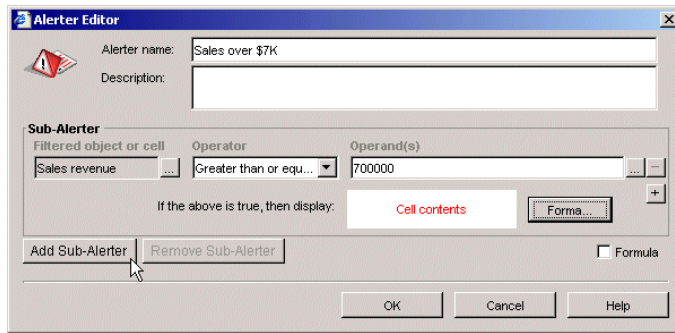 Alerter Editor
Alerter name: Sales over $7K
Description:
Sub-Alerter
Filtered object or cell Operator Operand(s)
Sales revenue ... Greater than or equ... 700000 ... −
+
If the above is true, then display: Cell contents Forma...
Add Sub-Alerter Remove Sub-Alerter Formula
OK Cancel Help